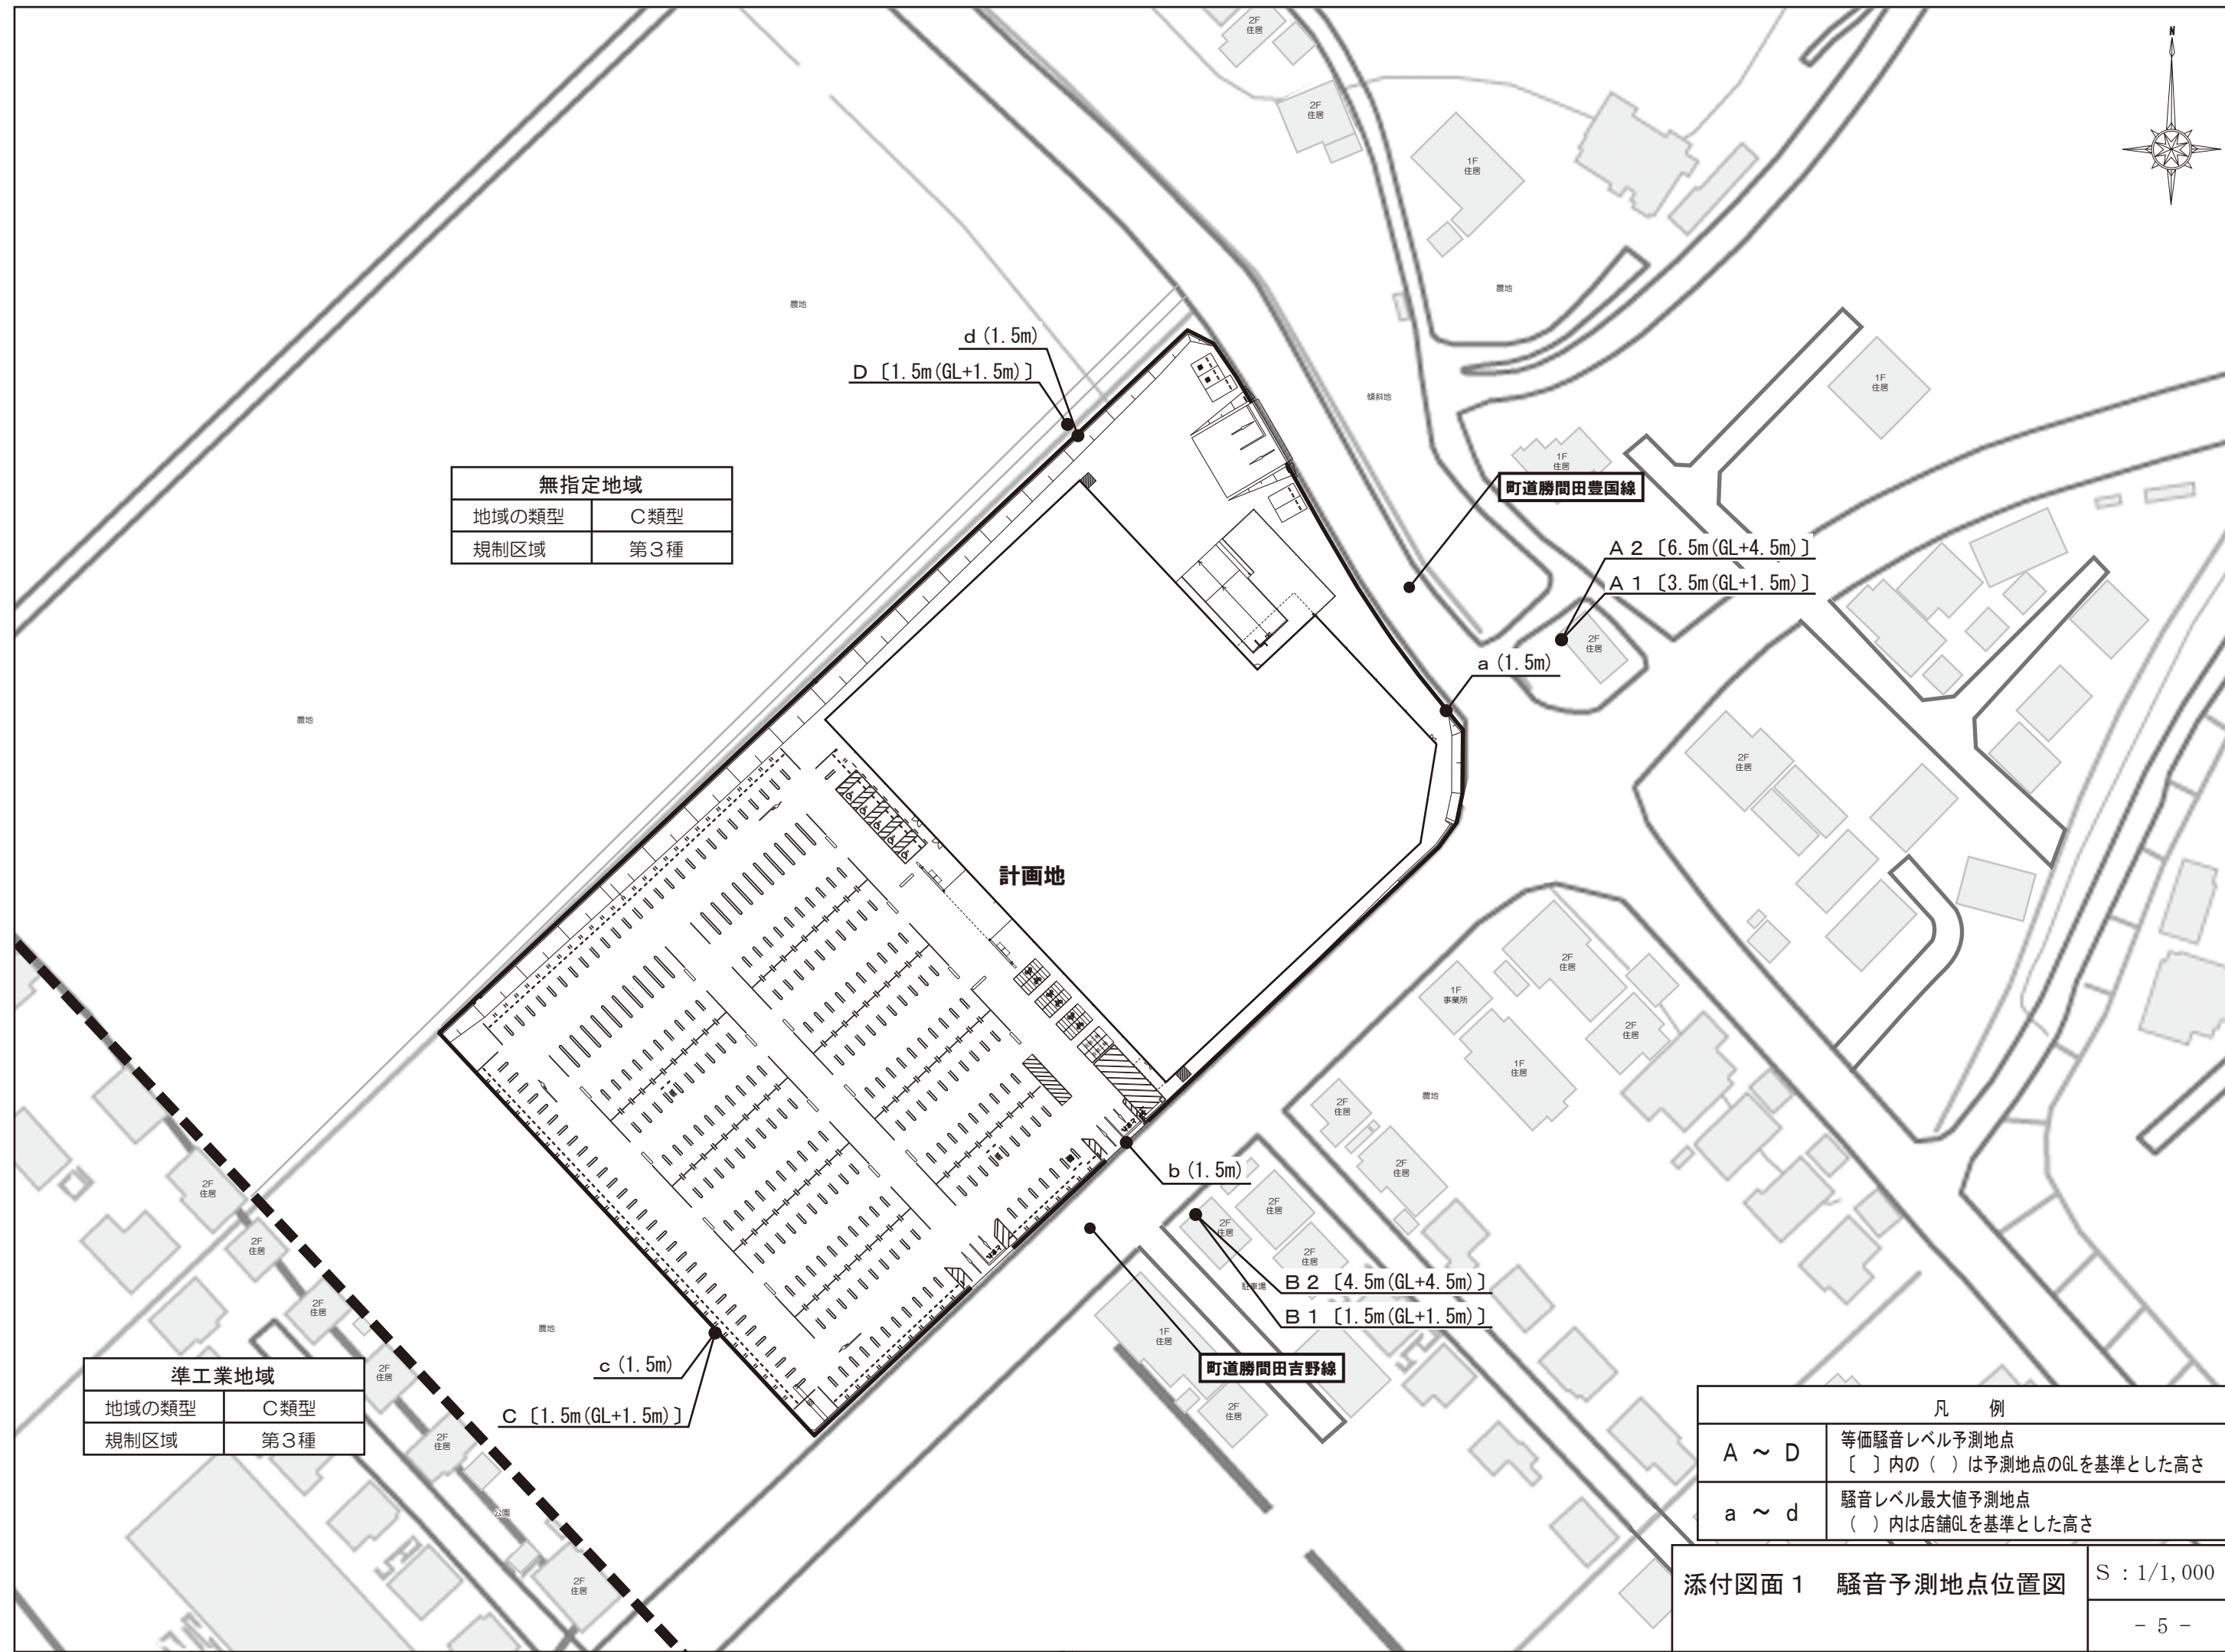 N
2F
住居
2F
住居
1F
住居
農地
農地
d (1.5m)
D 〔1.5m(GL+1.5m)〕
傾斜地
1F
住居
1F
住居
町道勝間田豊国線
無指定地域
地域の類型 C類型
規制区域 第3種
A 2 〔6.5m(GL+4.5m)〕
A 1 〔3.5m(GL+1.5m)〕
2F
住居
a (1.5m)
農地
2F
住居
計画地
2F
住居
1F
事業所
2F
住居
1F
住居
農地
2F
住居
2F
住居
b (1.5m)
2F
住居
2F
住居
2F
住居
2F
住居
2F
住居
2F
住居
駐車場
B 2 〔4.5m(GL+4.5m)〕
B 1 〔1.5m(GL+1.5m)〕
農地
1F
住居
町道勝間田吉野線
c (1.5m)
C 〔1.5m(GL+1.5m)〕
2F
住居
2F
住居
準工業地域
地域の類型 C類型
規制区域 第3種
2F
住居
公園
2F
住居
凡 例
A ～ D 等価騒音レベル予測地点
〔 〕内の( )は予測地点のGLを基準とした高さ
a ～ d 騒音レベル最大値予測地点
( )内は店舗GLを基準とした高さ
添付図面1 騒音予測地点位置図
S : 1/1,000
- 5 -